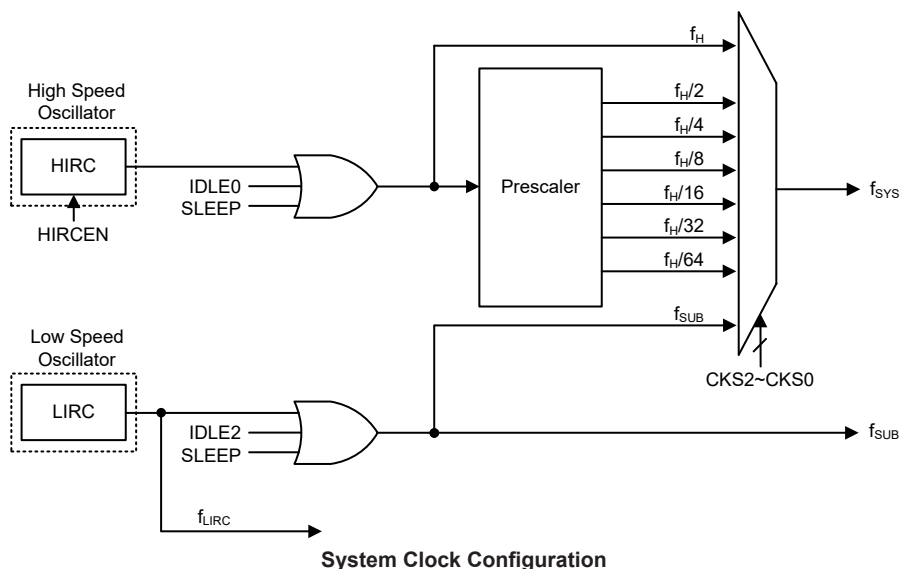 High Speed
Oscillator
HIRC
HIRCEN
IDLE0
SLEEP
Prescaler
fH
fH/2
fH/4
fH/8
fH/16
fH/32
fH/64
fSUB
CKS2~CKS0
fSYS
Low Speed
Oscillator
LIRC
IDLE2
SLEEP
fSUB
fLIRC
System Clock Configuration